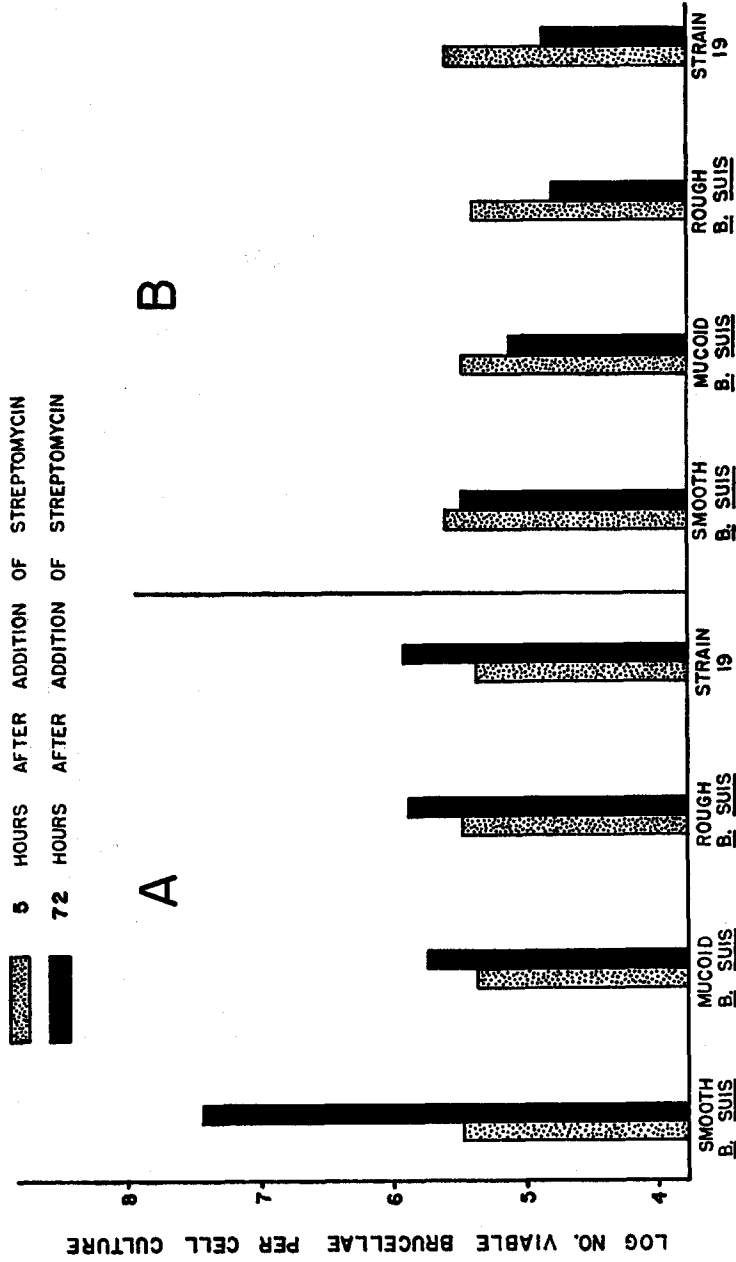 5 HOURS AFTER ADDITION OF STREPTOMYCIN
72 HOURS AFTER ADDITION OF STREPTOMYCIN
A
B
LOG NO. VIABLE BRUCELLAE PER CELL CULTURE
8
7
6
5
4
SMOOTH
B. SUIS
MUCOID
B. SUIS
ROUGH
B. SUIS
STRAIN
19
SMOOTH
B. SUIS
MUCOID
B. SUIS
ROUGH
B. SUIS
STRAIN
19